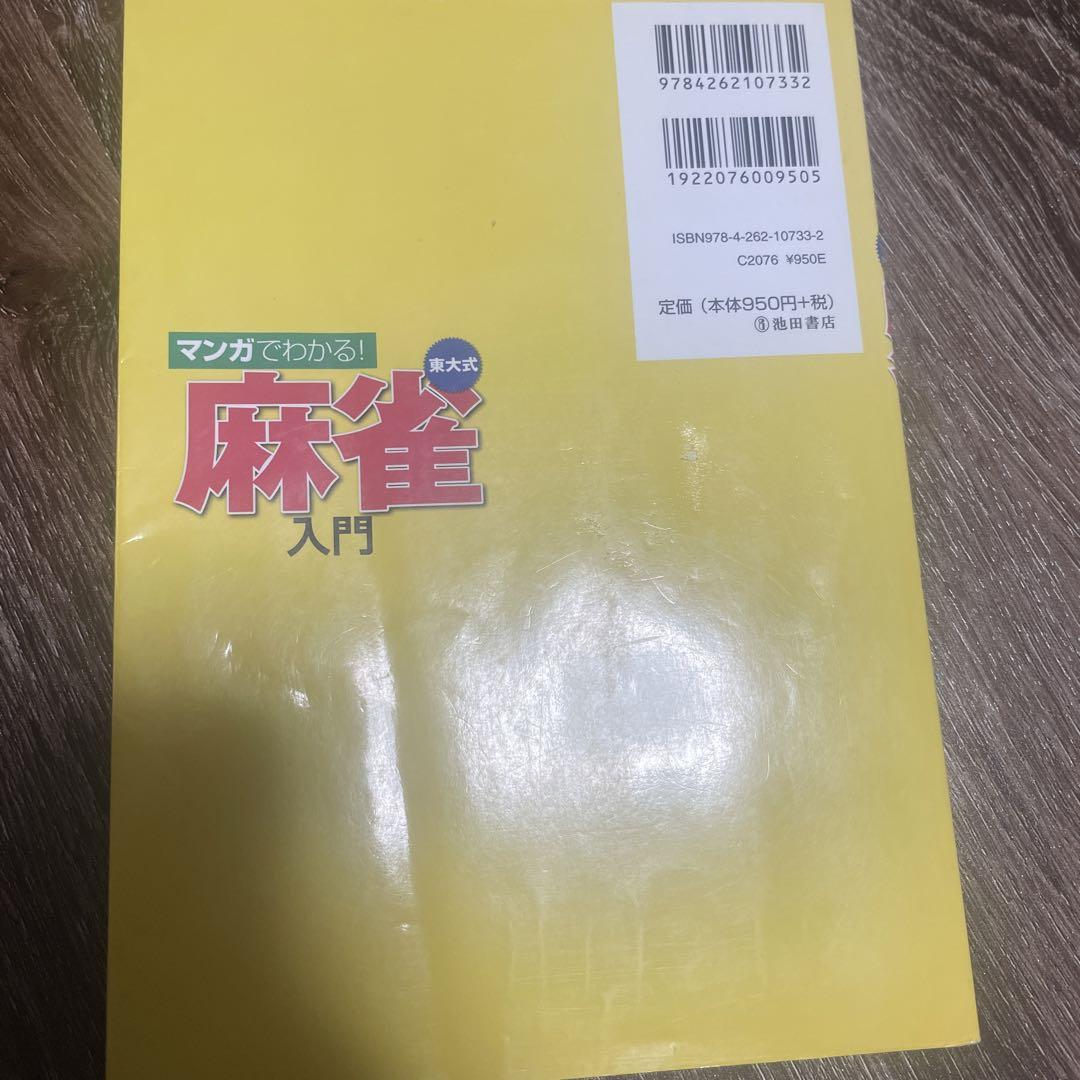 9784262107332
1922076009505
ISBN978-4-262-10733-2
C2076 ¥950E
定価（本体950円+税）
池田書店
マンガでわかる！
東大式
麻雀
入門